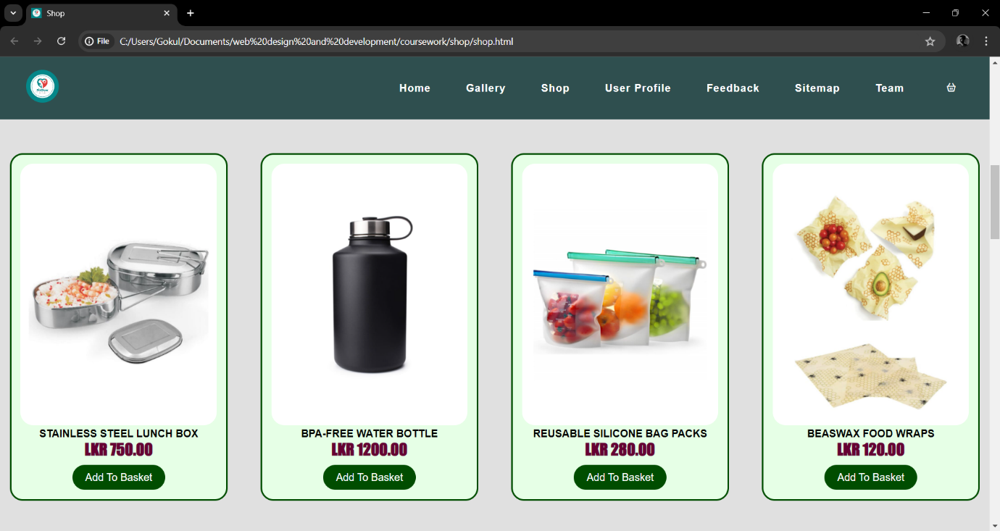 Shop
File
C:/Users/Gokul/Documents/web%20design%20and%20development/coursework/shop/shop.html
Home Gallery Shop User Profile Feedback Sitemap Team
STAINLESS STEEL LUNCH BOX
LKR 750.00
Add To Basket
BPA-FREE WATER BOTTLE
LKR 1200.00
Add To Basket
REUSABLE SILICONE BAG PACKS
LKR 280.00
Add To Basket
BEASWAX FOOD WRAPS
LKR 120.00
Add To Basket